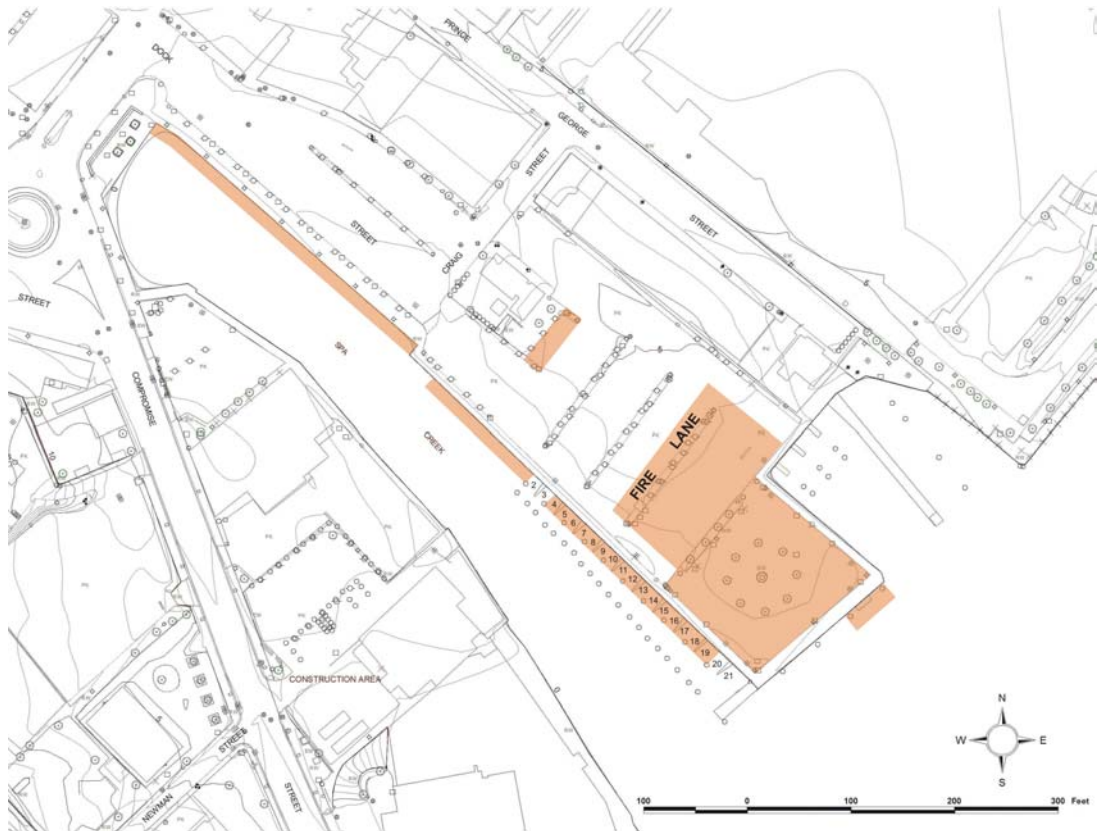 PRINCE
DOCK
GEORGE
STREET
STREET
STREET
CRAIG
STREET
SPA
COMPROMISE
CREEK
LANE
FIRE
10
2
3
4
5
6
7
8
9
10
11
12
13
14
15
16
17
18
19
20
21
CONSTRUCTION AREA
STREET
STREET
NEWMAN
N
W
E
S
100
0
100
200
300
Feet